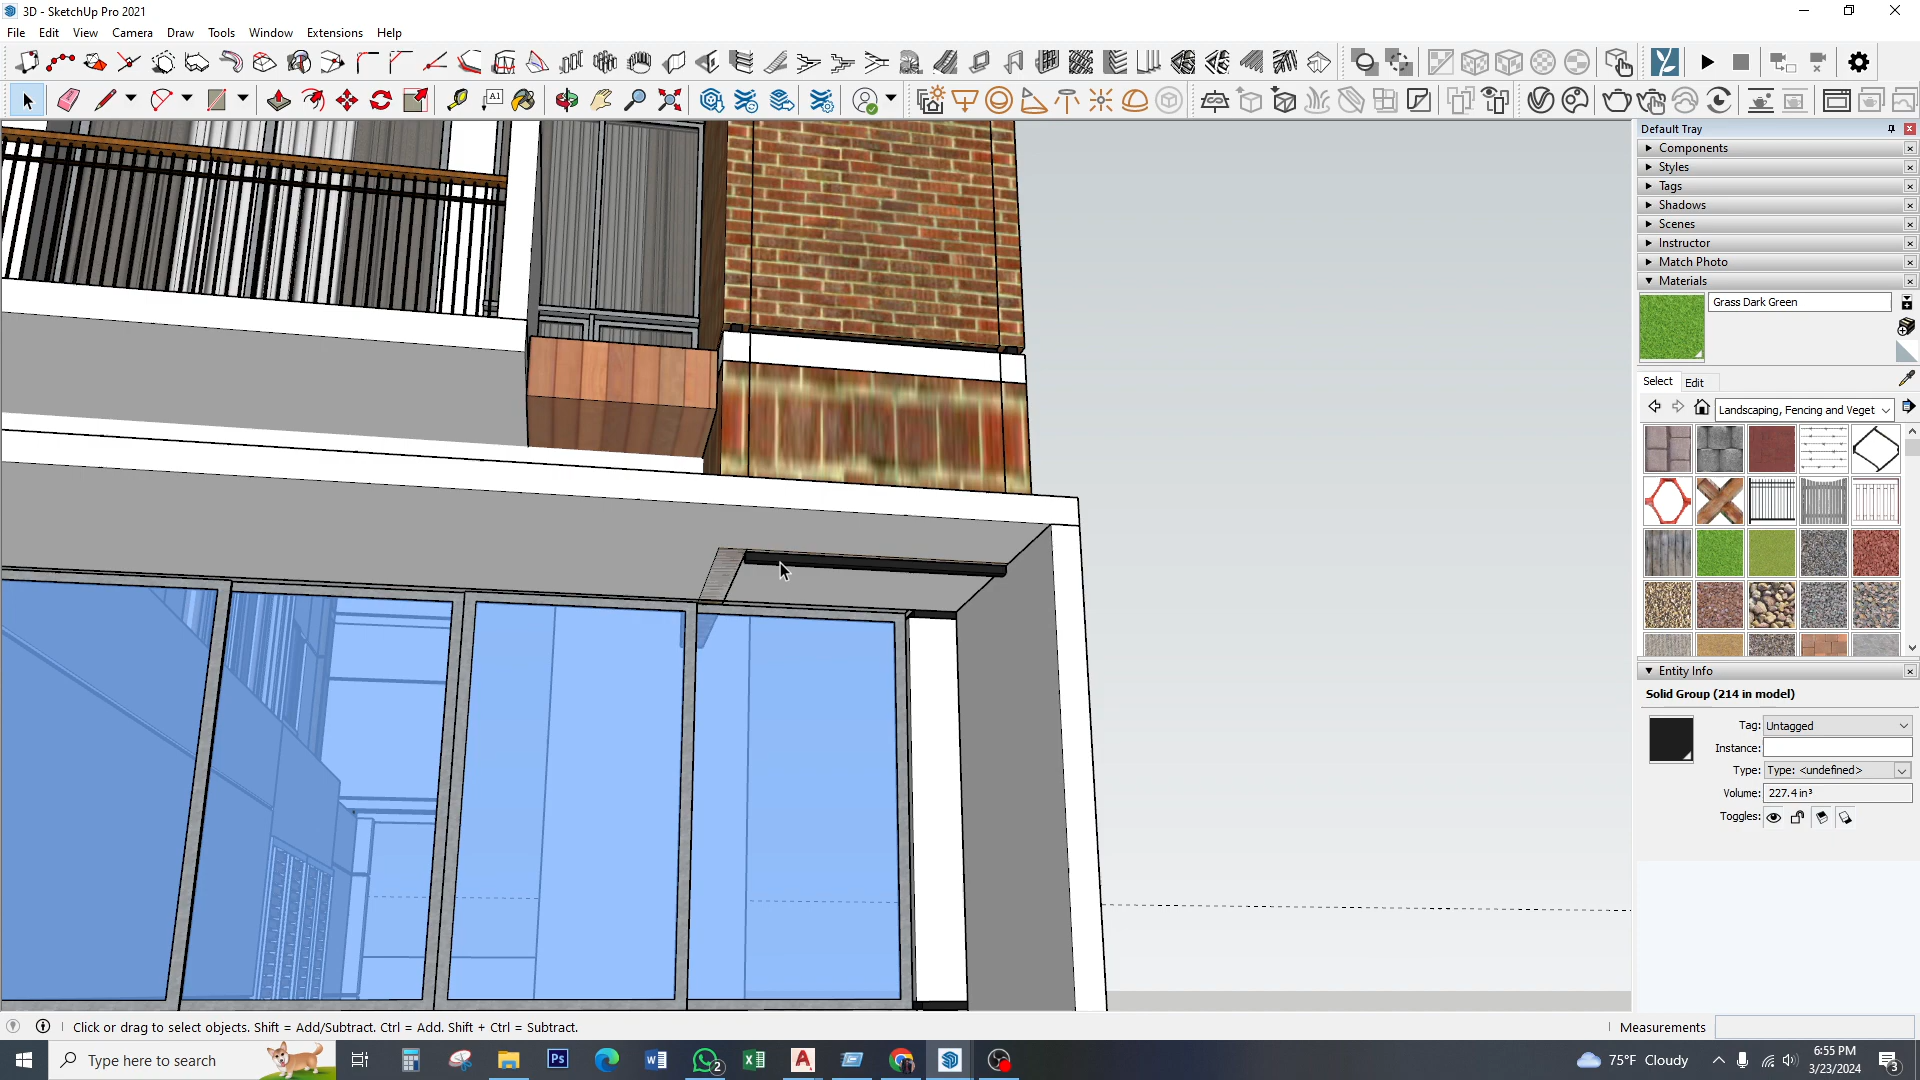 3D - SketchUp Pro 2021
File Edit View Camera Draw Tools Window Extensions Help
A1
Default Tray
Components
Styles
Tags
Shadows
Scenes
Instructor
Match Photo
Materials
Grass Dark Green
Select Edit
Landscaping, Fencing and Veget
Entity Info
Solid Group (214 in model)
Tag: Untagged
Instance:
Type: Type: <undefined>
Volume: 227.4 in³
Toggles:
Click or drag to select objects. Shift = Add/Subtract. Ctrl = Add. Shift + Ctrl = Subtract.
Measurements
Type here to search
Ps
2
75°F Cloudy
6:55 PM
3/23/2024
3